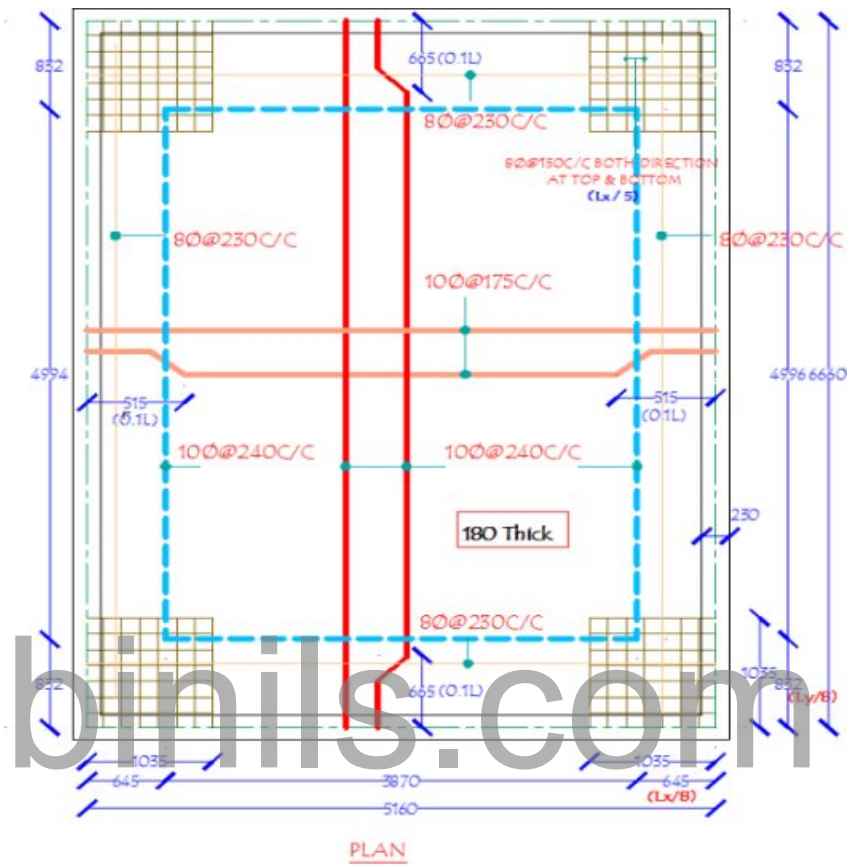 832
665 (0.1L)
832
8Ø@230C/C
8Ø@150C/C BOTH DIRECTION
AT TOP & BOTTOM
(Lx/5)
8Ø@230C/C
8Ø@230C/C
10Ø@175C/C
4994
4996
6660
515
(0.1L)
515
(0.1L)
10Ø@240C/C
10Ø@240C/C
230
180 Thick
8Ø@230C/C
832
665 (0.1L)
1035
832
(Ly/8)
binils.com
1035
1035
645
3870
645
(Lx/8)
5160
PLAN